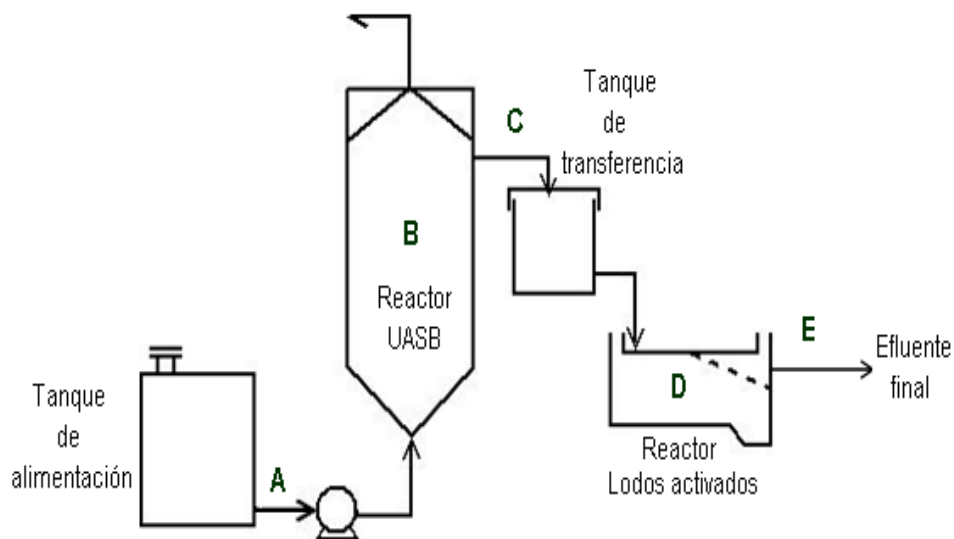 Tanque
de
alimentación
A
B
Reactor
UASB
C
Tanque
de
transferencia
D
Reactor
Lodos activados
E
Efluente
final